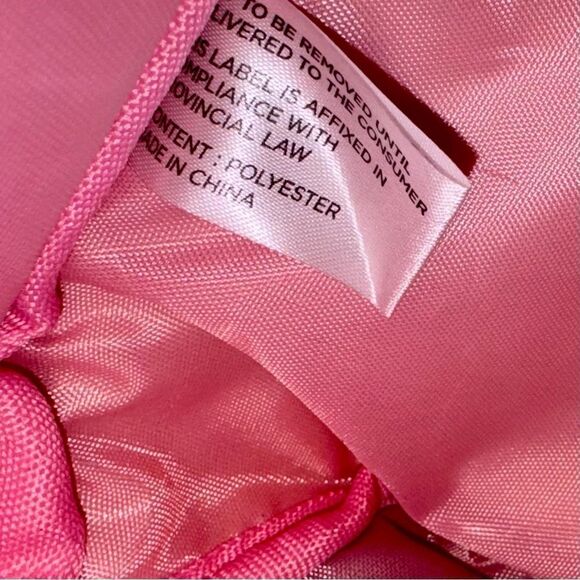 TO BE REMOVED UNTIL
LIVERED TO THE CONSUMER
IS LABEL IS AFFIXED IN
MPLIANCE WITH
OVINCIAL LAW
ONTENT : POLYESTER
ADE IN CHINA